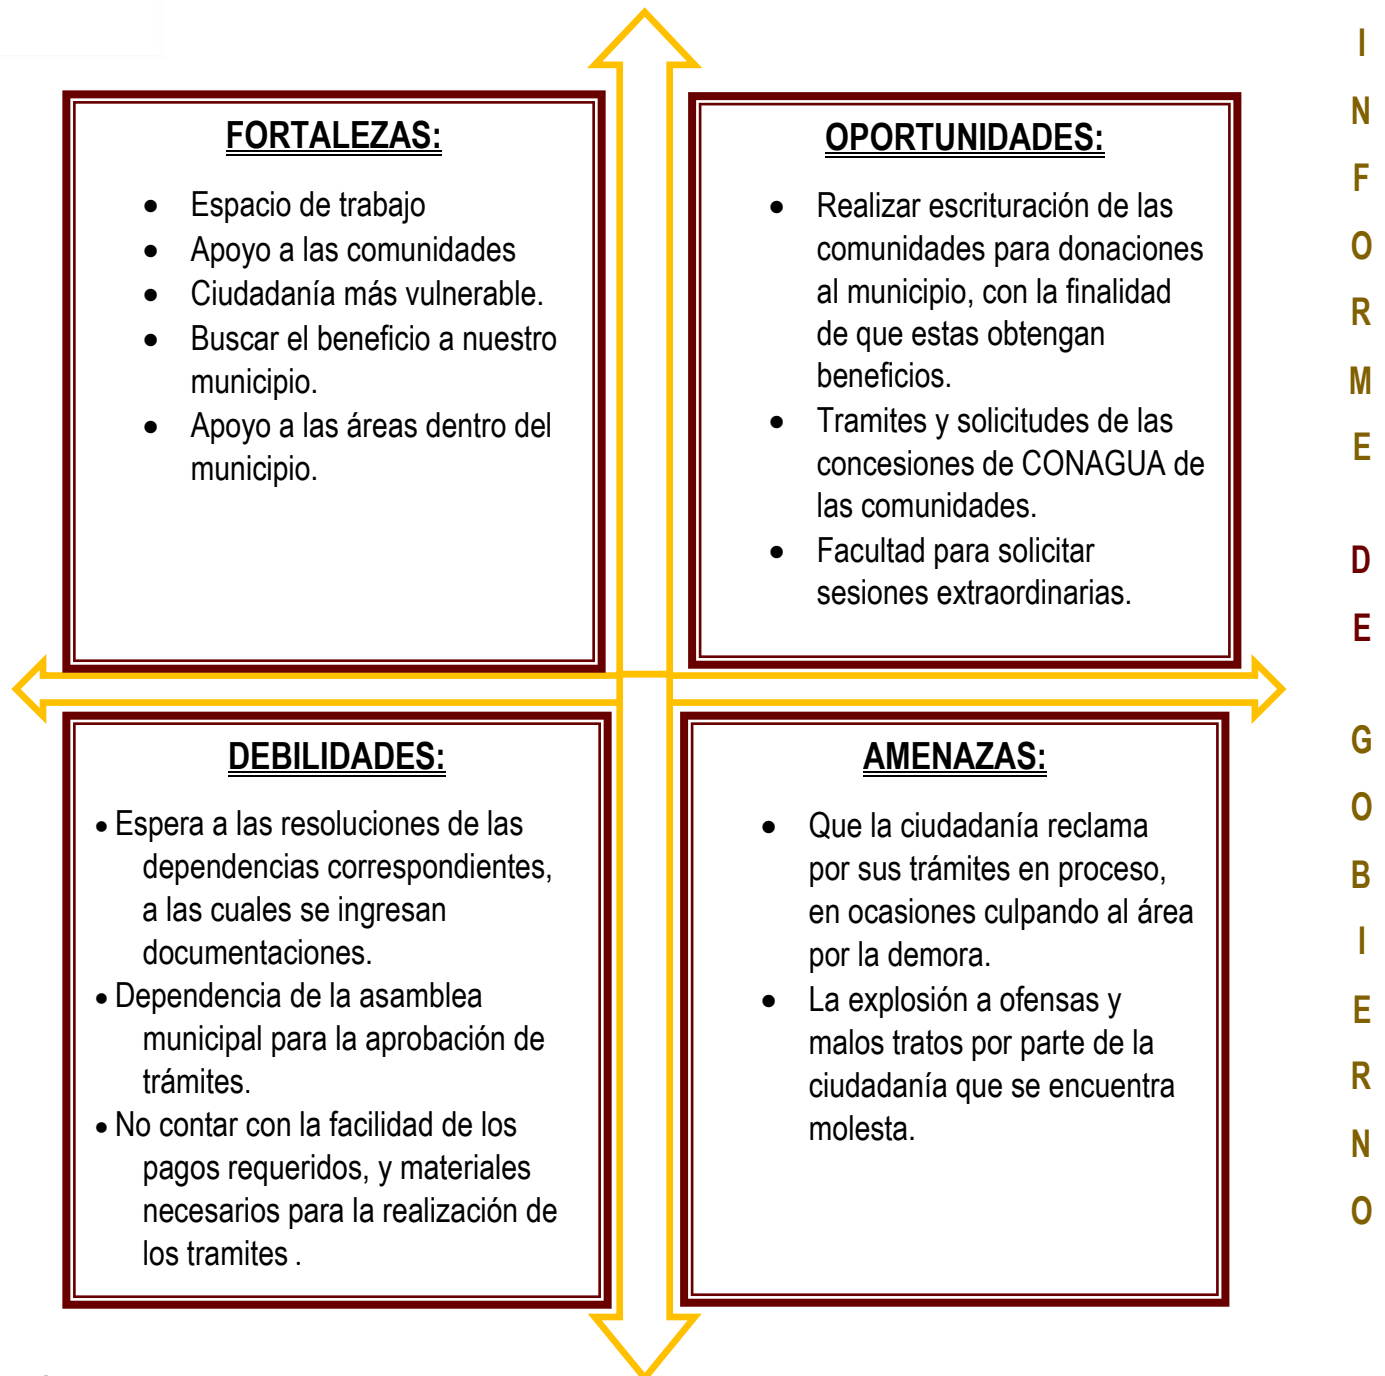 FORTALEZAS:
• Espacio de trabajo
• Apoyo a las comunidades
• Ciudadanía más vulnerable.
• Buscar el beneficio a nuestro
municipio.
• Apoyo a las áreas dentro del
municipio.
OPORTUNIDADES:
• Realizar escrituración de las
comunidades para donaciones
al municipio, con la finalidad
de que estas obtengan
beneficios.
• Tramites y solicitudes de las
concesiones de CONAGUA de
las comunidades.
• Facultad para solicitar
sesiones extraordinarias.
DEBILIDADES:
• Espera a las resoluciones de las
dependencias correspondientes,
a las cuales se ingresan
documentaciones.
• Dependencia de la asamblea
municipal para la aprobación de
trámites.
• No contar con la facilidad de los
pagos requeridos, y materiales
necesarios para la realización de
los tramites .
AMENAZAS:
• Que la ciudadanía reclama
por sus trámites en proceso,
en ocasiones culpando al área
por la demora.
• La explosión a ofensas y
malos tratos por parte de la
ciudadanía que se encuentra
molesta.
INFORME
DE
GOBIERNO